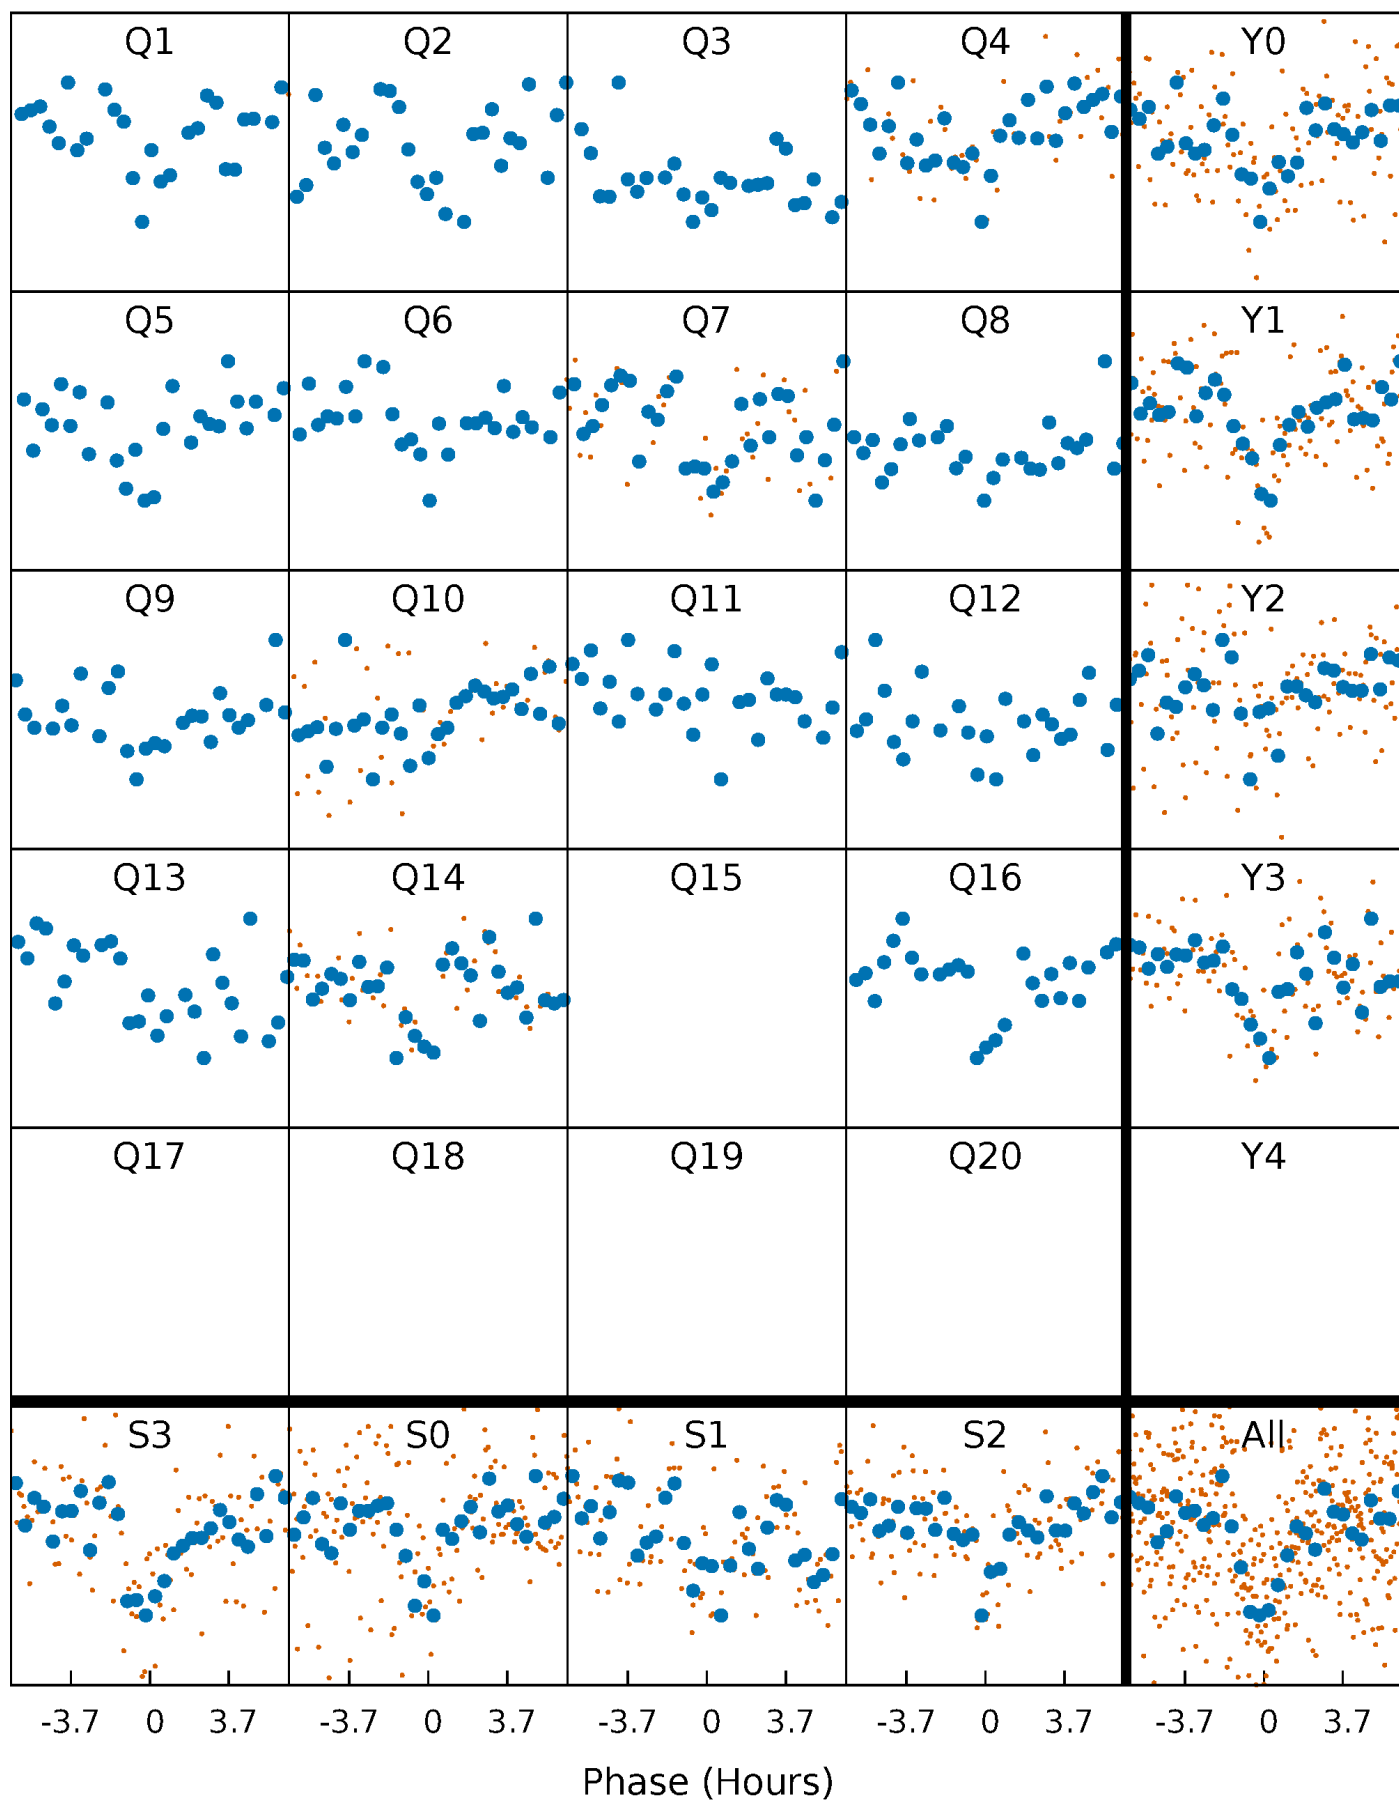 Q1 Q2 Q3 Q4 Y0
Q5 Q6 Q7 Q8 Y1
Q9 Q10 Q11 Q12 Y2
Q13 Q14 Q15 Q16 Y3
Q17 Q18 Q19 Q20 Y4
S3 S0 S1 S2 All
-3.7 0 3.7 -3.7 0 3.7 -3.7 0 3.7 -3.7 0 3.7 -3.7 0 3.7
Phase (Hours)